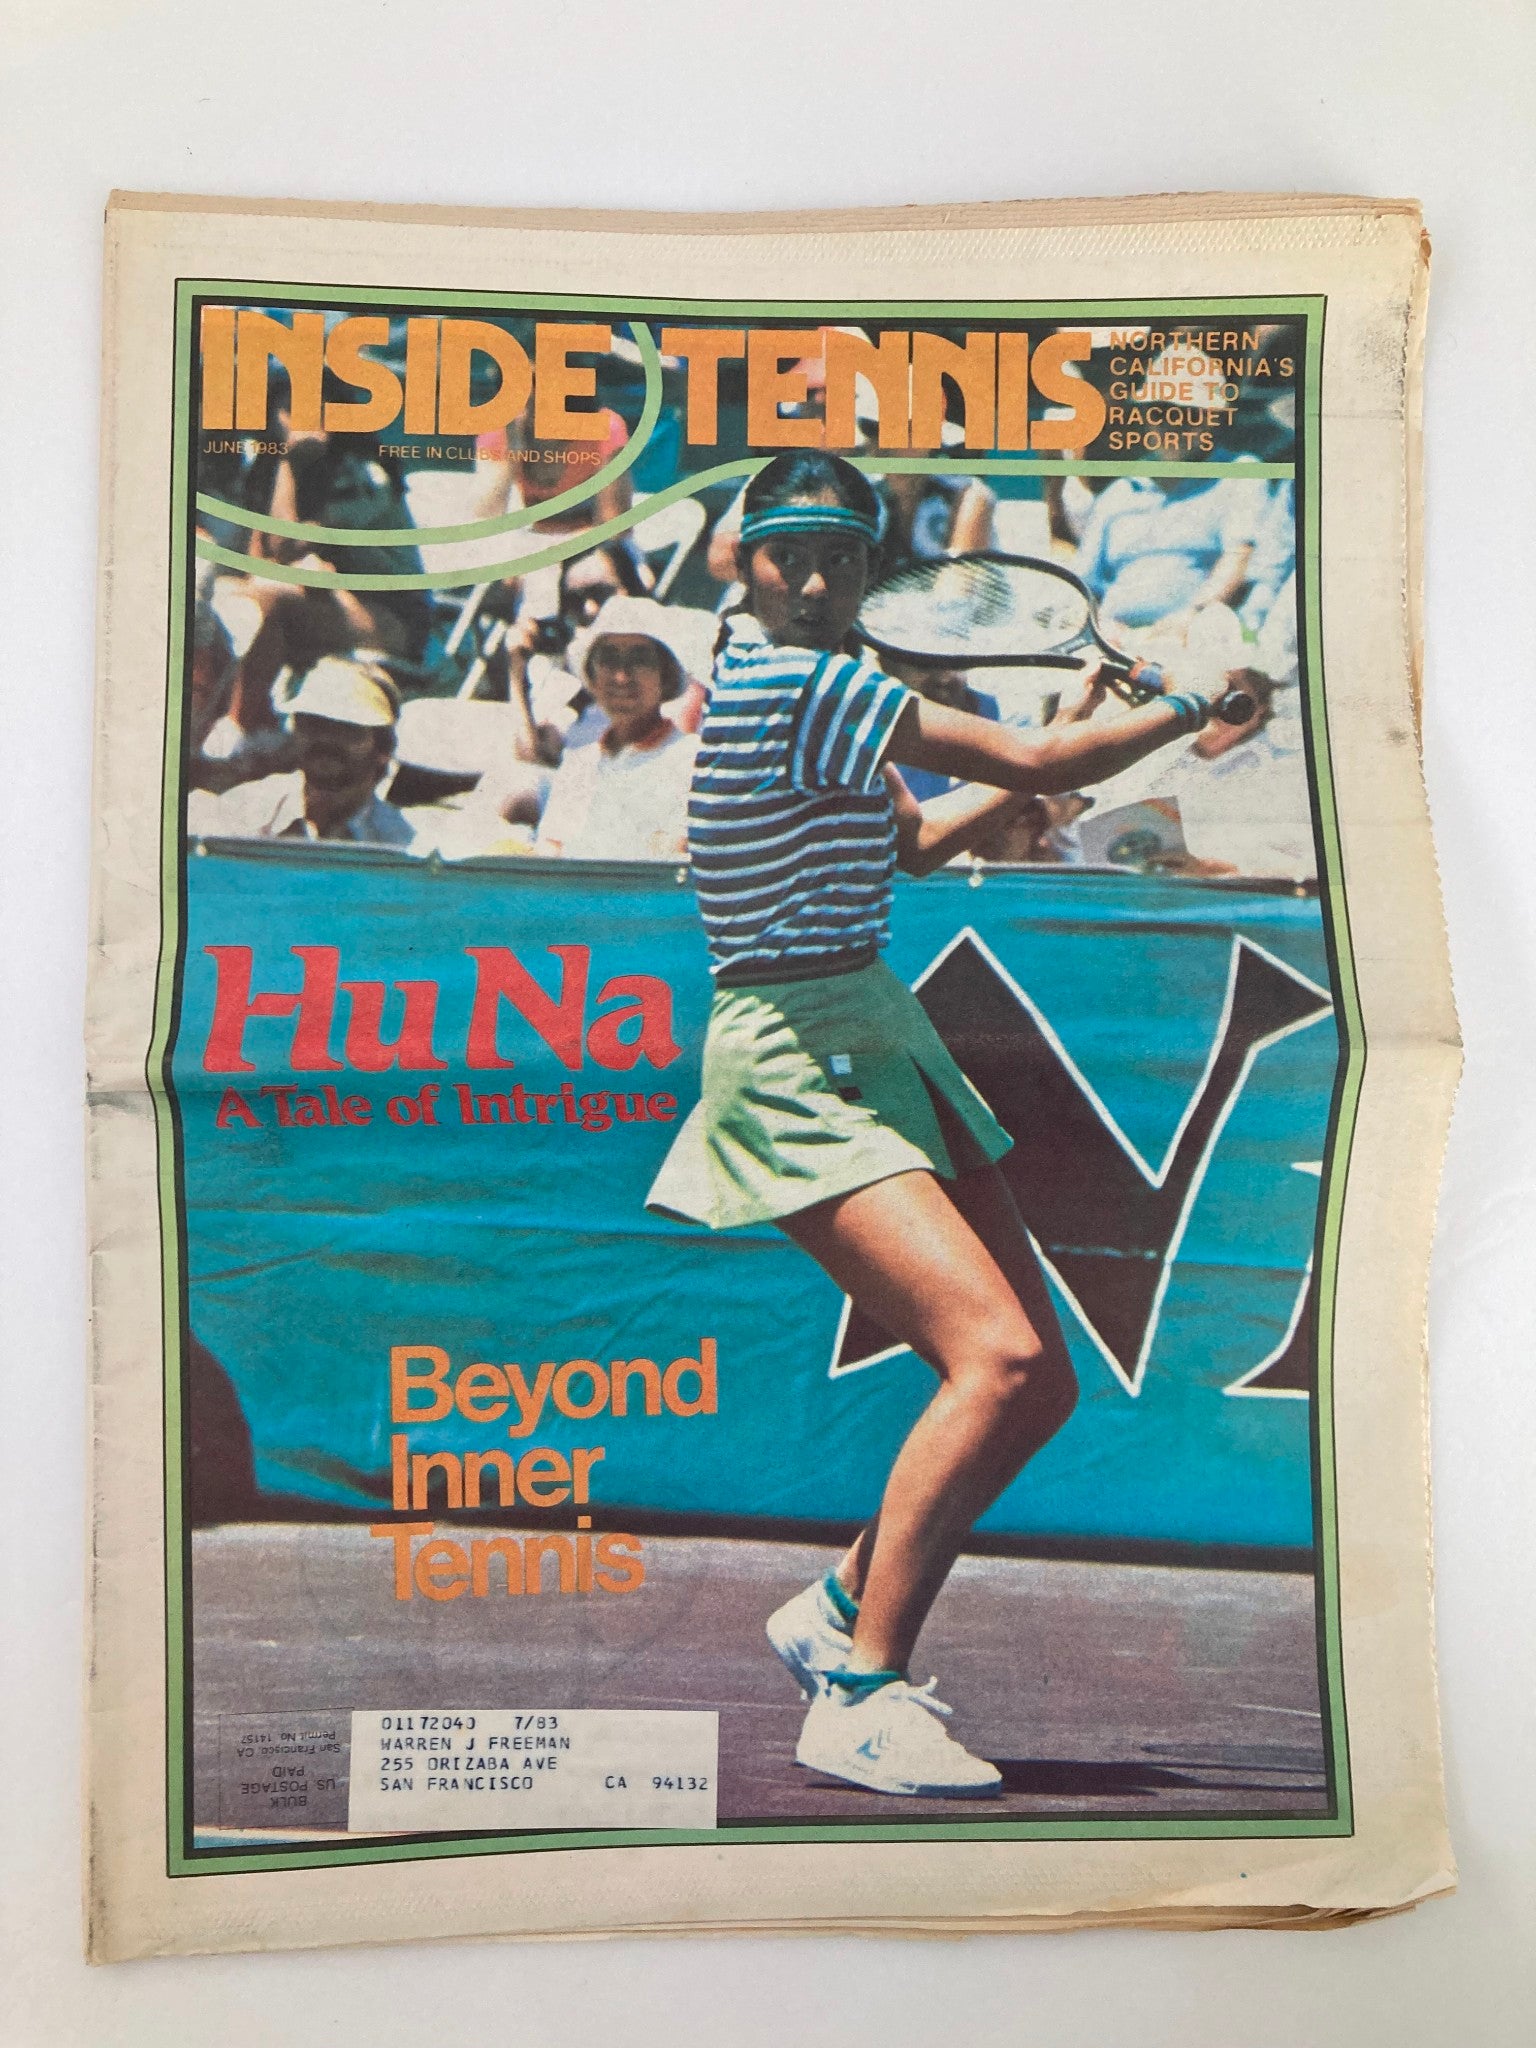 INSIDE TENNIS
NORTHERN
CALIFORNIA'S
GUIDE TO
RACQUET
SPORTS
JUNE 1983
FREE IN CLUBS AND SHOPS
Hu Na
A Tale of Intrigue
Beyond
Inner
Tennis
BULK
US. POSTAGE
PAID
San Francisco, CA
Permit No. 14157
01172040 7/83
WARREN J FREEMAN
255 ORIZABA AVE
SAN FRANCISCO CA 94132